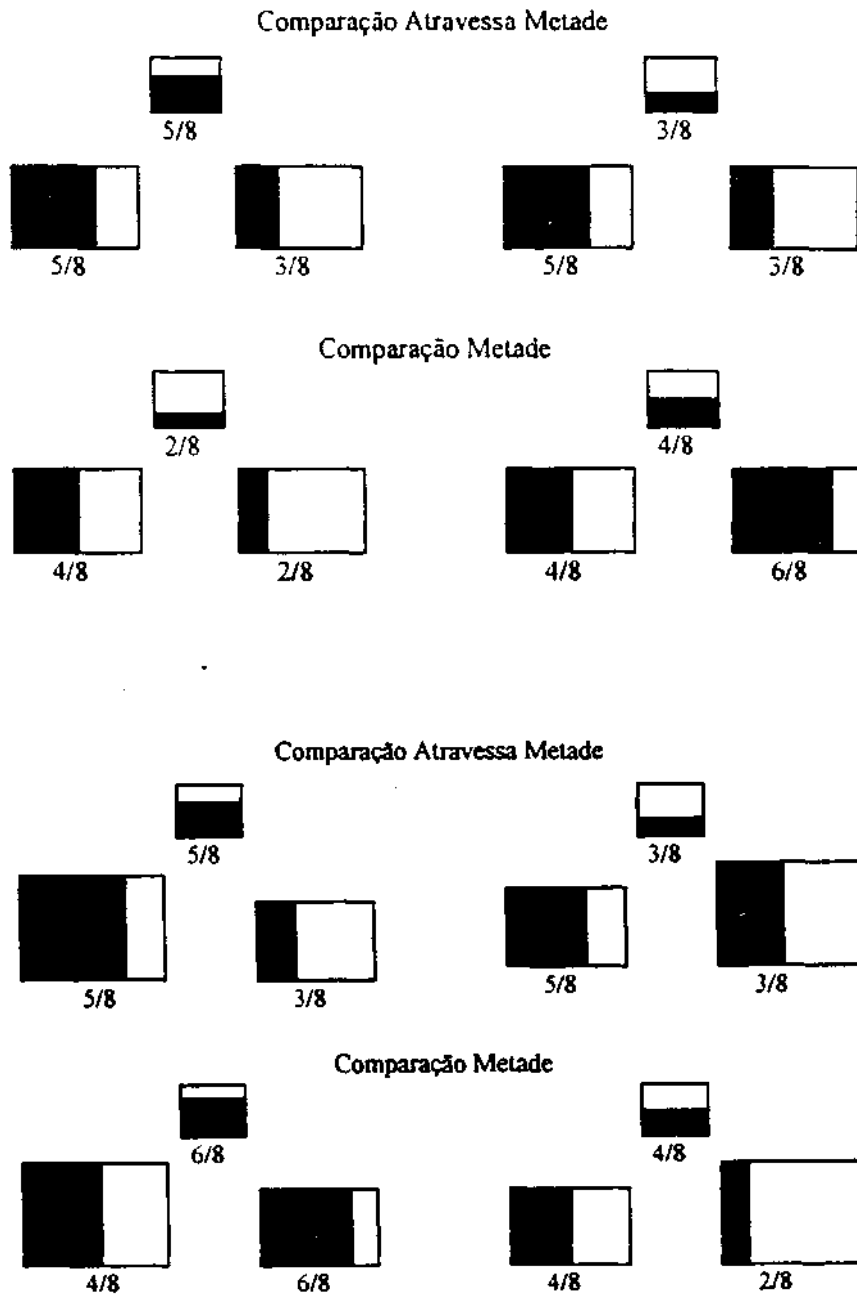 Comparação Atravessa Metade
5/8 3/8
5/8 3/8 5/8 3/8
Comparação Metade
2/8 4/8
4/8 2/8 4/8 6/8
Comparação Atravessa Metade
5/8 3/8
5/8 3/8 5/8 3/8
Comparação Metade
6/8 4/8
4/8 6/8 4/8 2/8